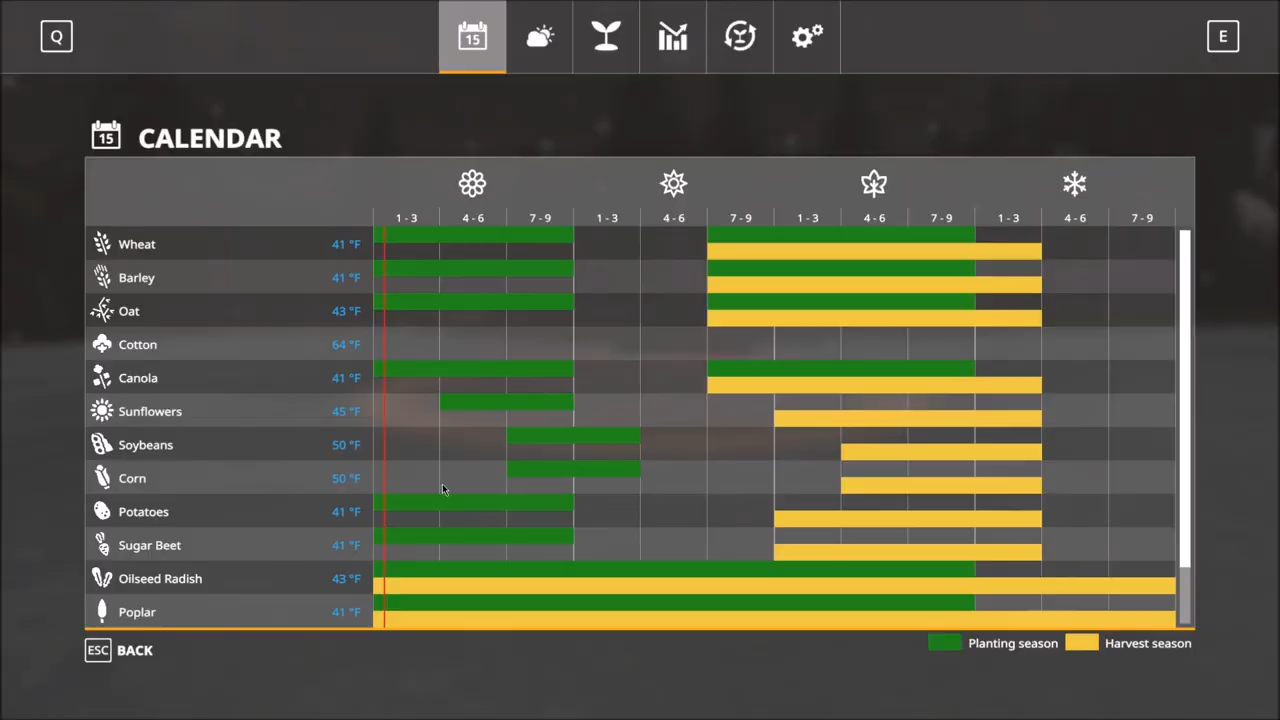 Q
15
E
15 CALENDAR
1 - 3 4 - 6 7 - 9 1 - 3 4 - 6 7 - 9 1 - 3 4 - 6 7 - 9 1 - 3 4 - 6 7 - 9
Wheat 41 °F
Barley 41 °F
Oat 43 °F
Cotton 64 °F
Canola 41 °F
Sunflowers 45 °F
Soybeans 50 °F
Corn 50 °F
Potatoes 41 °F
Sugar Beet 41 °F
Oilseed Radish 43 °F
Poplar 41 °F
ESC BACK
Planting season Harvest season